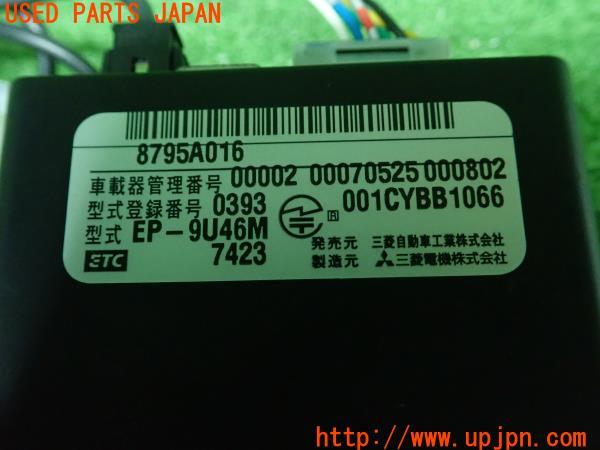 USED PARTS JAPAN
8795A016
車載器管理番号 00002 00070525 000802
型式登録番号 0393 R 001CYBB1066
型式 EP-9U46M 発売元 三菱自動車工業株式会社
ETC 7423 製造元 三菱電機株式会社
UPJ
http://www.upjpn.com/